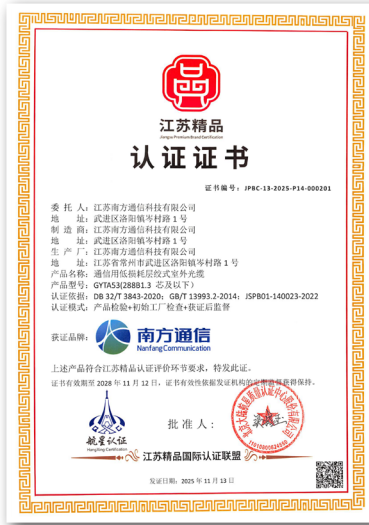 江苏精品
Jiangsu Premium Brand Certification
认证证书
证书编号：JPBC-13-2025-P14-000201
委 托 人：江苏南方通信科技有限公司
地 址：武进区洛阳镇岑村路 1 号
制 造 商：江苏南方通信科技有限公司
地 址：武进区洛阳镇岑村路 1 号
生 产 厂：江苏南方通信科技有限公司
地 址：江苏省常州市武进区洛阳镇岑村路 1 号
产品名称：通信用低损耗层绞式室外光缆
产品型号：GYTA53(288B1.3 芯及以下)
认证依据：DB 32/T 3843-2020；GB/T 13993.2-2014；JSPB01-140023-2022
认证模式：产品检验+初始工厂检查+获证后监督
获证品牌：
南方通信
Nanfang Communication
上述产品符合江苏精品认证评价环节要求，特发此证。
证书有效期至 2028 年 11 月 12 日，证书有效性依据发证机构的定期监督获得保持。
航星认证
HangXing Certification
批 准 人：
江苏精品国际认证联盟
发证日期：2025 年 11 月 13 日